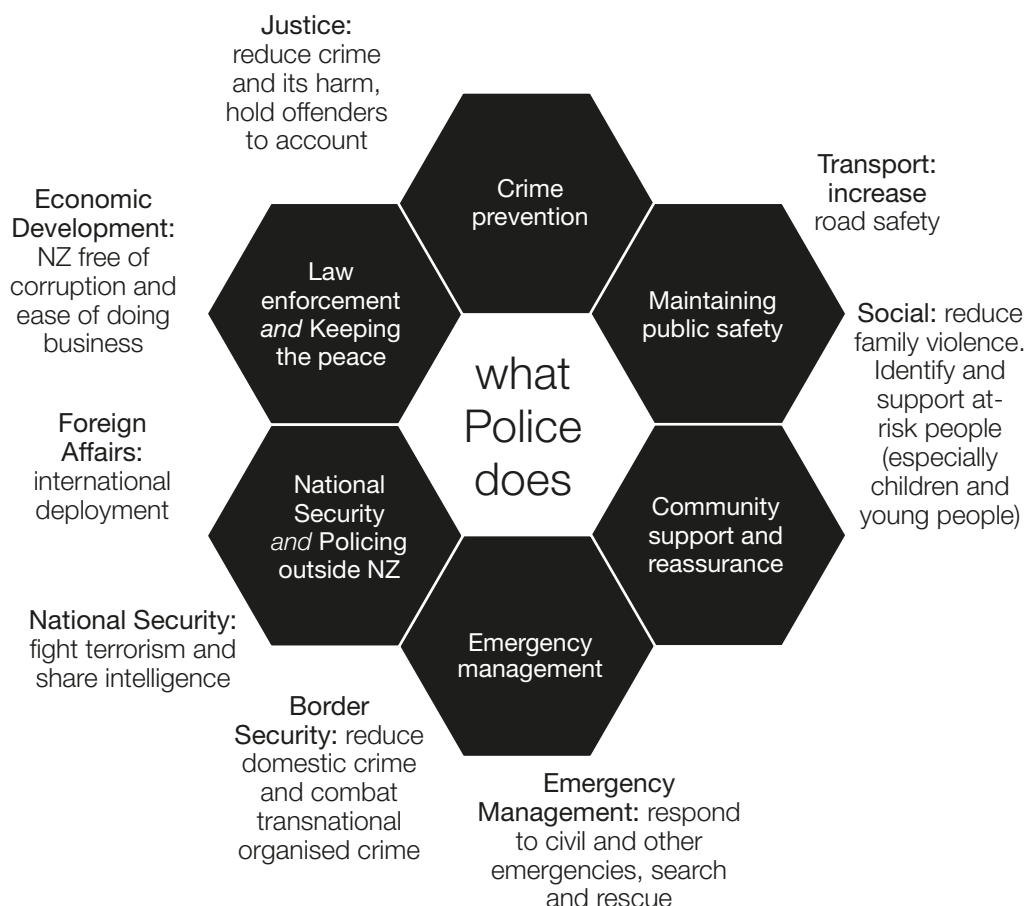 Justice:
reduce crime
and its harm,
hold offenders
to account
Crime
prevention
Transport:
increase
road safety
Economic
Development:
NZ free of
corruption and
ease of doing
business
Law
enforcement
and Keeping
the peace
Maintaining
public safety
Social: reduce
family violence.
Identify and
support at-
risk people
(especially
children and
young people)
what
Police
does
Foreign
Affairs:
international
deployment
National
Security
and Policing
outside NZ
Community
support and
reassurance
National Security:
fight terrorism and
share intelligence
Emergency
management
Border
Security: reduce
domestic crime
and combat
transnational
organised crime
Emergency
Management: respond
to civil and other
emergencies, search
and rescue